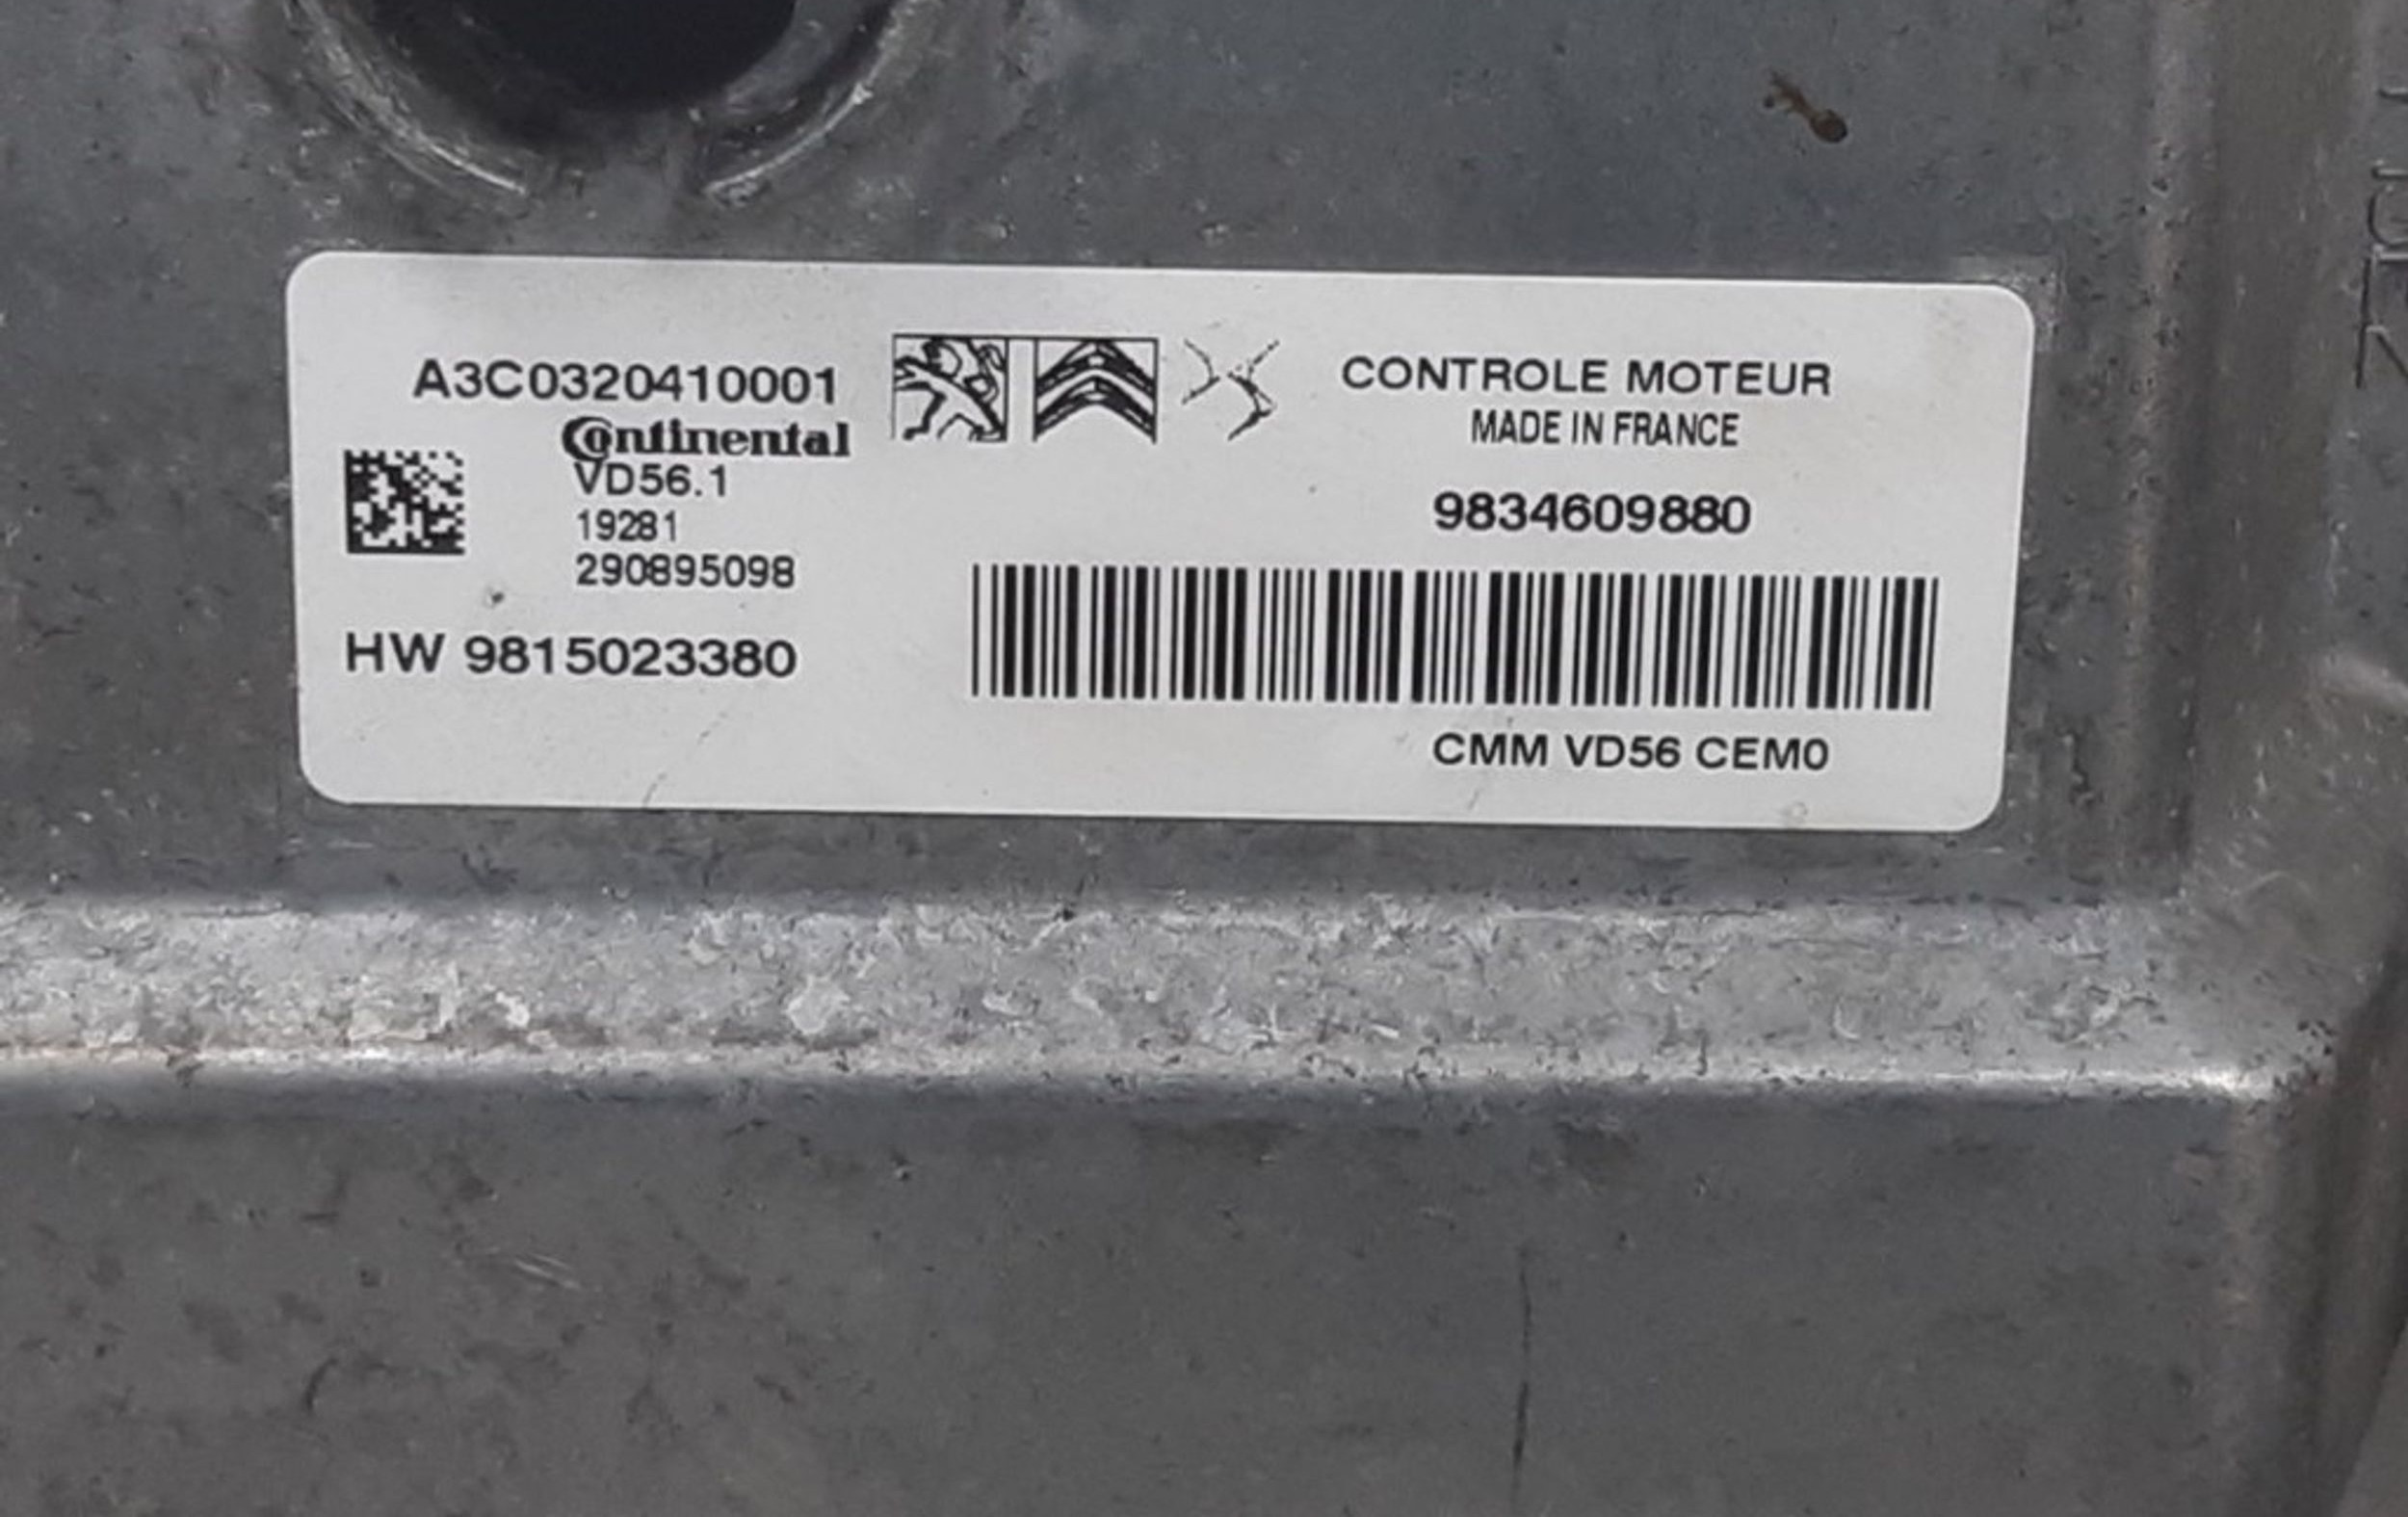 A3C0320410001
Continental
VD56.1
19281
290895098
HW 9815023380
CONTROLE MOTEUR
MADE IN FRANCE
9834609880
CMM VD56 CEM0